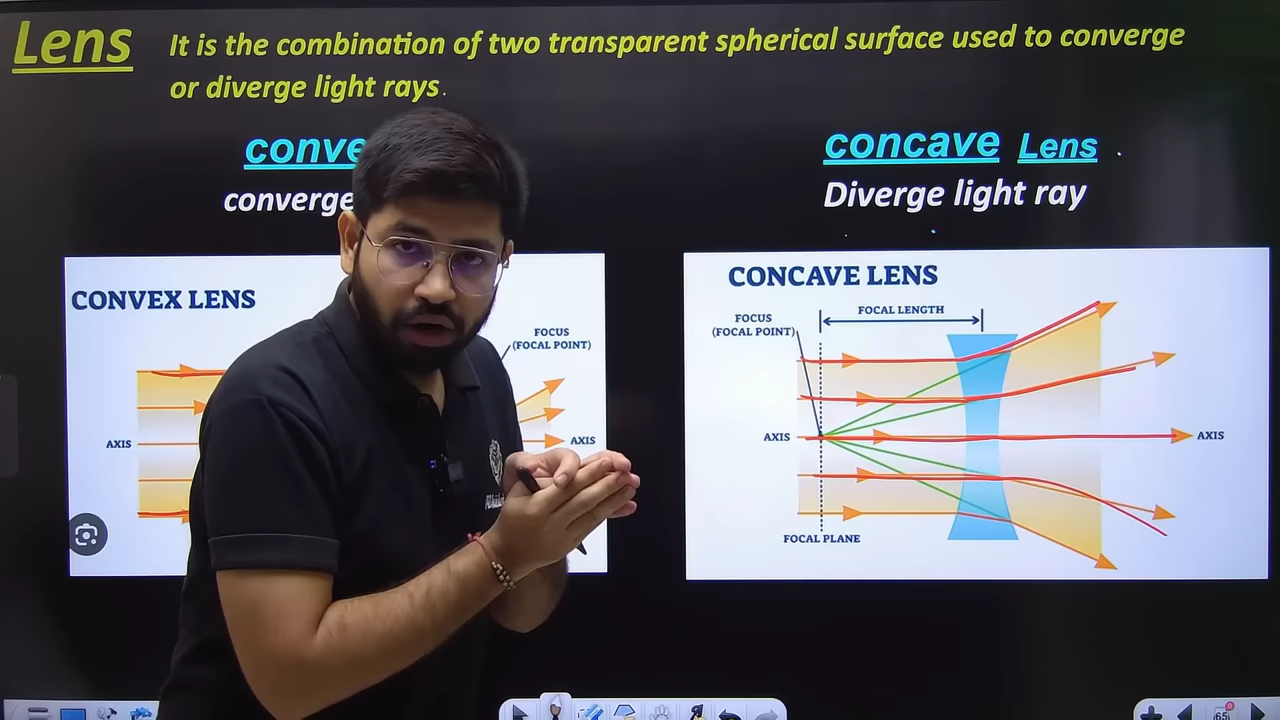 Lens
It is the combination of two transparent spherical surface used to converge
or diverge light rays.
concave Lens
Diverge light ray
CONVEX LENS
FOCUS
(FOCAL POINT)
AXIS
AXIS
CONCAVE LENS
FOCAL LENGTH
FOCUS
(FOCAL POINT)
AXIS
AXIS
FOCAL PLANE
65